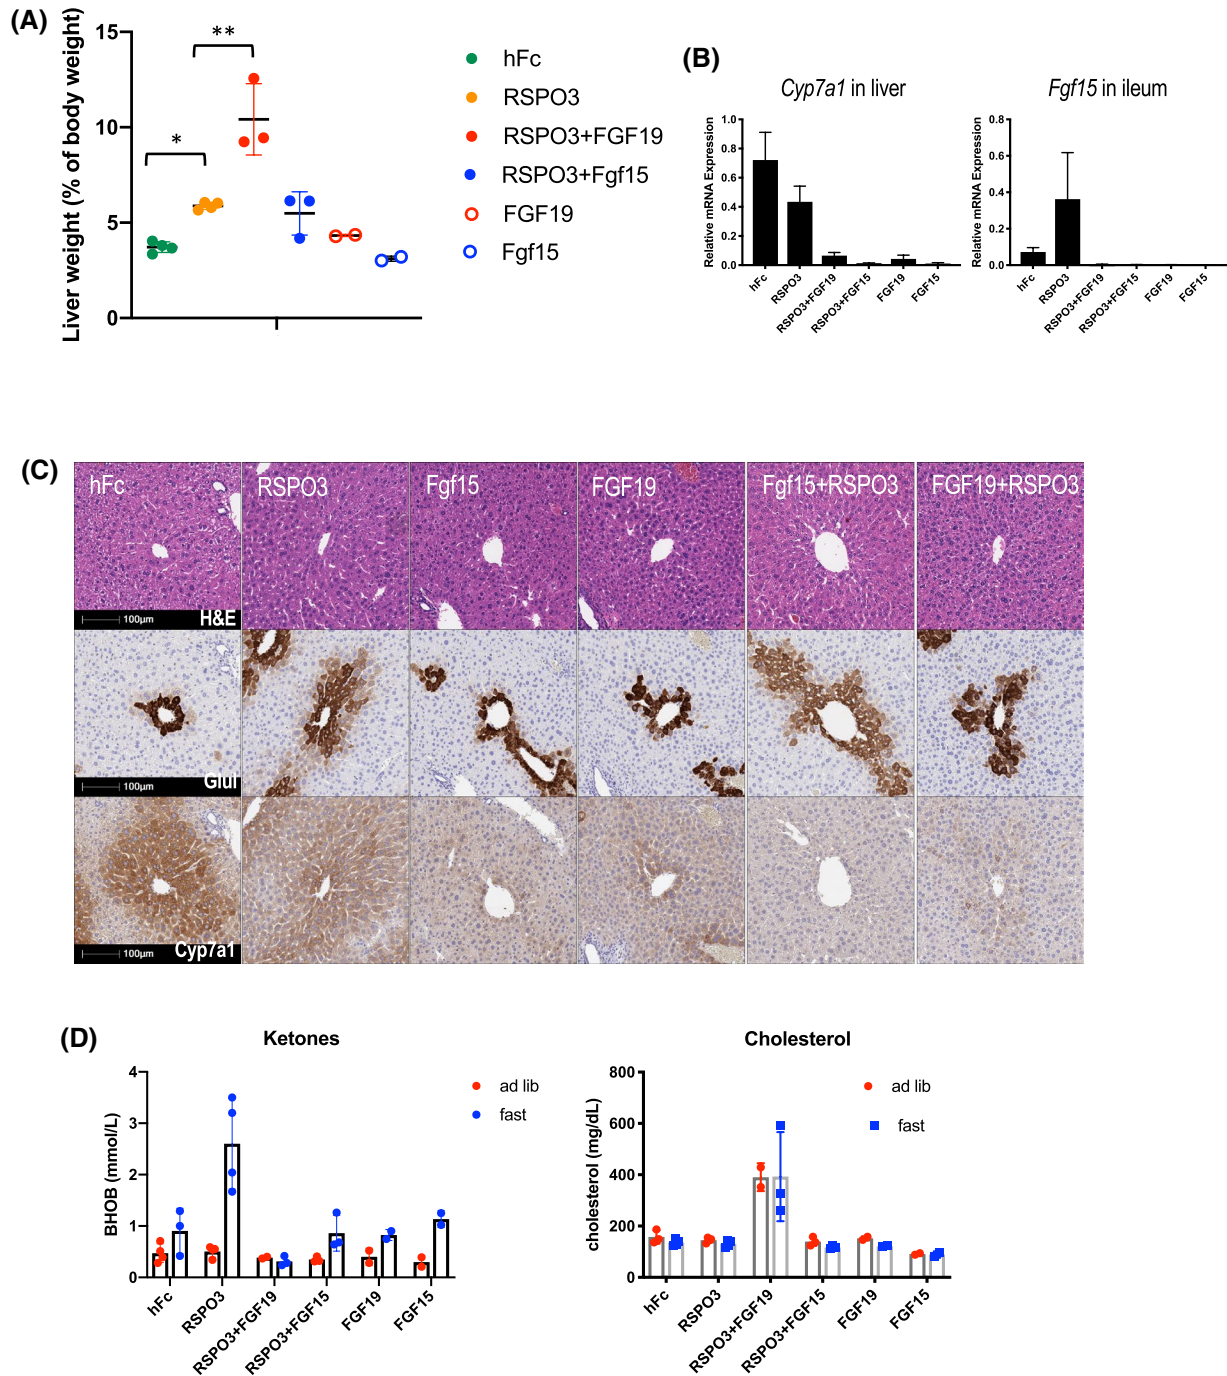 (A)
Liver weight (% of body weight)
15
10
5
0
*
**
hFc
RSPO3
RSPO3+FGF19
RSPO3+Fgf15
FGF19
Fgf15
(B)
Cyp7a1 in liver
Relative mRNA Expression
1.0
0.8
0.6
0.4
0.2
0.0
hFc
RSPO3
RSPO3+FGF19
RSPO3+FGF15
FGF19
FGF15
Fgf15 in ileum
Relative mRNA Expression
0.8
0.6
0.4
0.2
0.0
hFc
RSPO3
RSPO3+FGF19
RSPO3+FGF15
FGF19
FGF15
(C)
hFc
RSPO3
Fgf15
FGF19
Fgf15+RSPO3
FGF19+RSPO3
100µm
H&E
100µm
Glul
100µm
Cyp7a1
(D)
Ketones
BHOB (mmol/L)
4
3
2
1
0
hFc
RSPO3
RSPO3+FGF19
RSPO3+FGF15
FGF19
FGF15
ad lib
fast
Cholesterol
cholesterol (mg/dL)
800
600
400
200
0
hFc
RSPO3
RSPO3+FGF19
RSPO3+FGF15
FGF19
FGF15
ad lib
fast